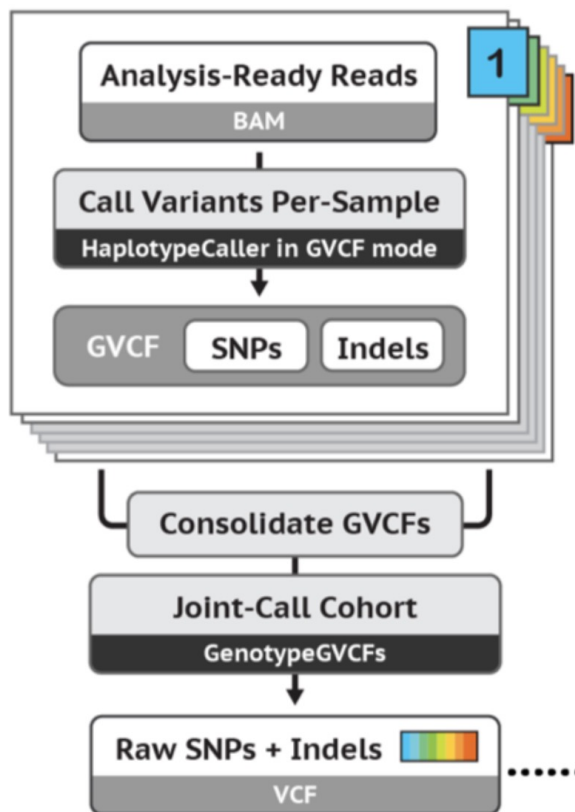 1
Analysis-Ready Reads
BAM
Call Variants Per-Sample
HaplotypeCaller in GVCF mode
GVCF SNPs Indels
Consolidate GVCFs
Joint-Call Cohort
GenotypeGVCFs
Raw SNPs + Indels
VCF